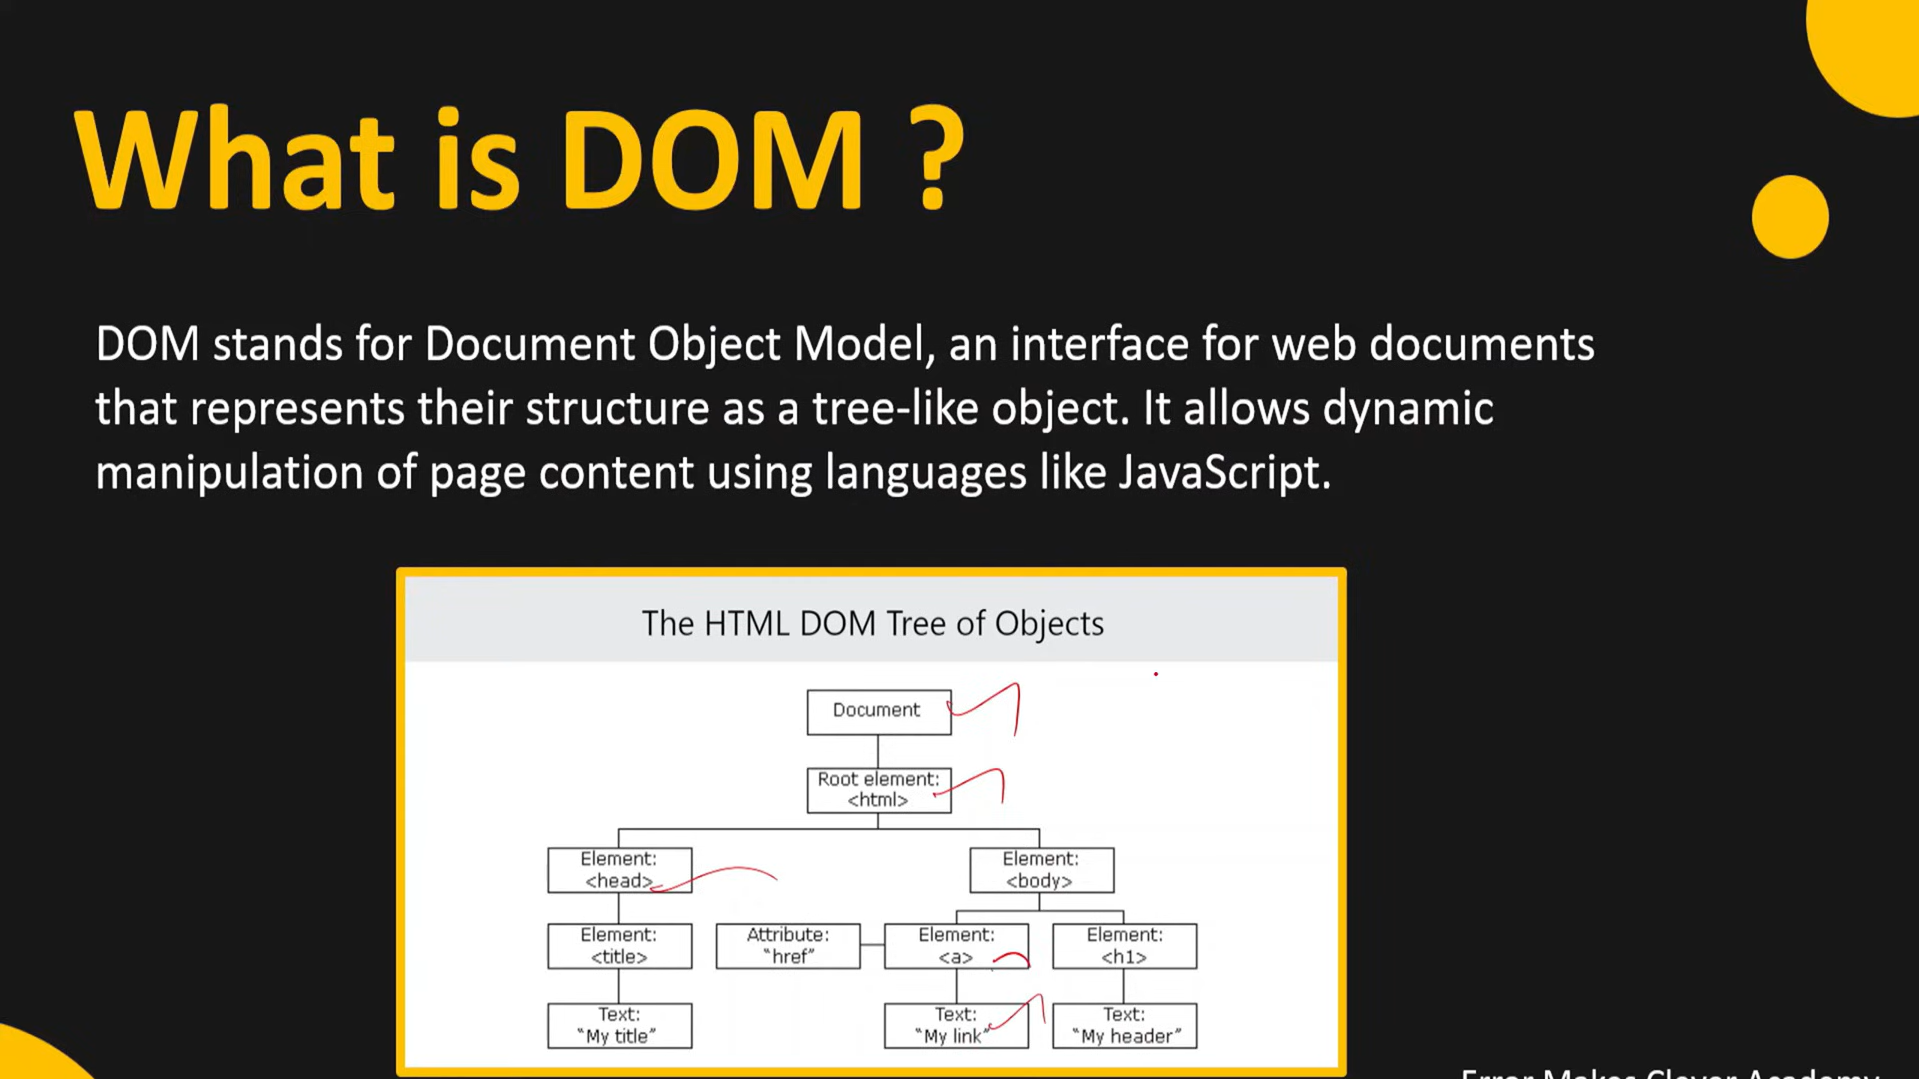 What is DOM ?
DOM stands for Document Object Model, an interface for web documents
that represents their structure as a tree-like object. It allows dynamic
manipulation of page content using languages like JavaScript.
The HTML DOM Tree of Objects
Document
Root element:
<html>
Element:
<head>
Element:
<body>
Element:
<title>
Attribute:
“href”
Element:
<a>
Element:
<h1>
Text:
“My title”
Text:
“My link”
Text:
“My header”
Error Makes Clever Academy